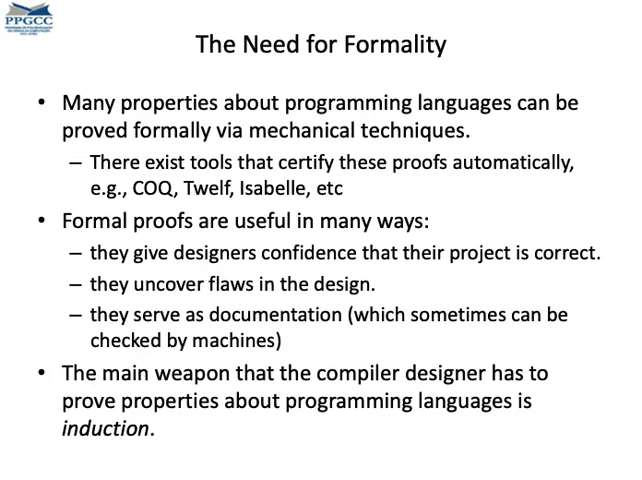 PPGCC
The Need for Formality
• Many properties about programming languages can be
proved formally via mechanical techniques.
– There exist tools that certify these proofs automatically,
e.g., COQ, Twelf, Isabelle, etc
• Formal proofs are useful in many ways:
– they give designers confidence that their project is correct.
– they uncover flaws in the design.
– they serve as documentation (which sometimes can be
checked by machines)
• The main weapon that the compiler designer has to
prove properties about programming languages is
induction.